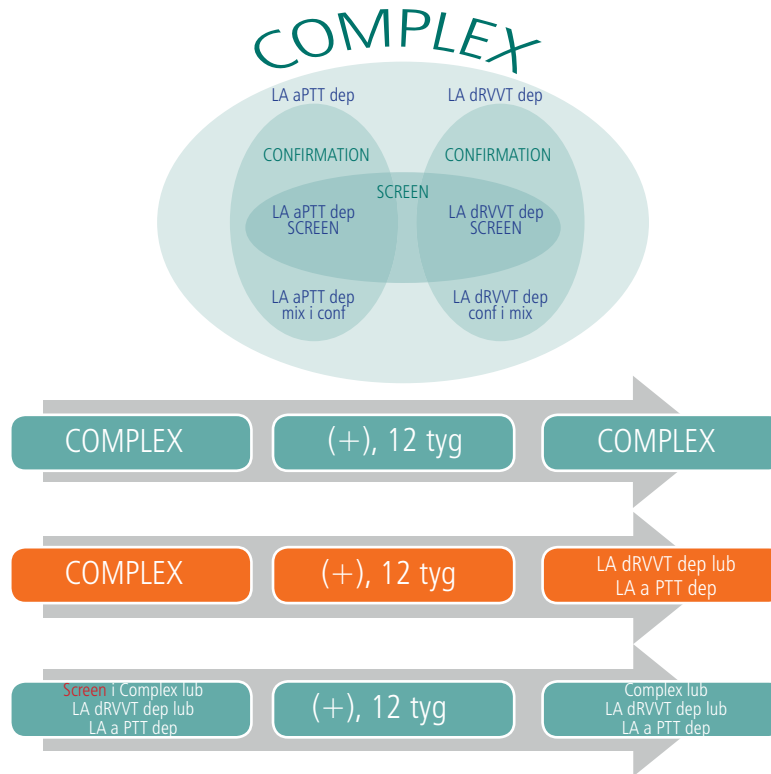 COMPLEX
LA aPTT dep
LA dRVVT dep
CONFIRMATION
CONFIRMATION
SCREEN
LA aPTT dep
SCREEN
LA dRVVT dep
SCREEN
LA aPTT dep
mix i conf
LA dRVVT dep
conf i mix
COMPLEX
(+), 12 tyg
COMPLEX
COMPLEX
(+), 12 tyg
LA dRVVT dep lub
LA a PTT dep
Screen i Complex lub
LA dRVVT dep lub
LA a PTT dep
(+), 12 tyg
Complex lub
LA dRVVT dep lub
LA a PTT dep